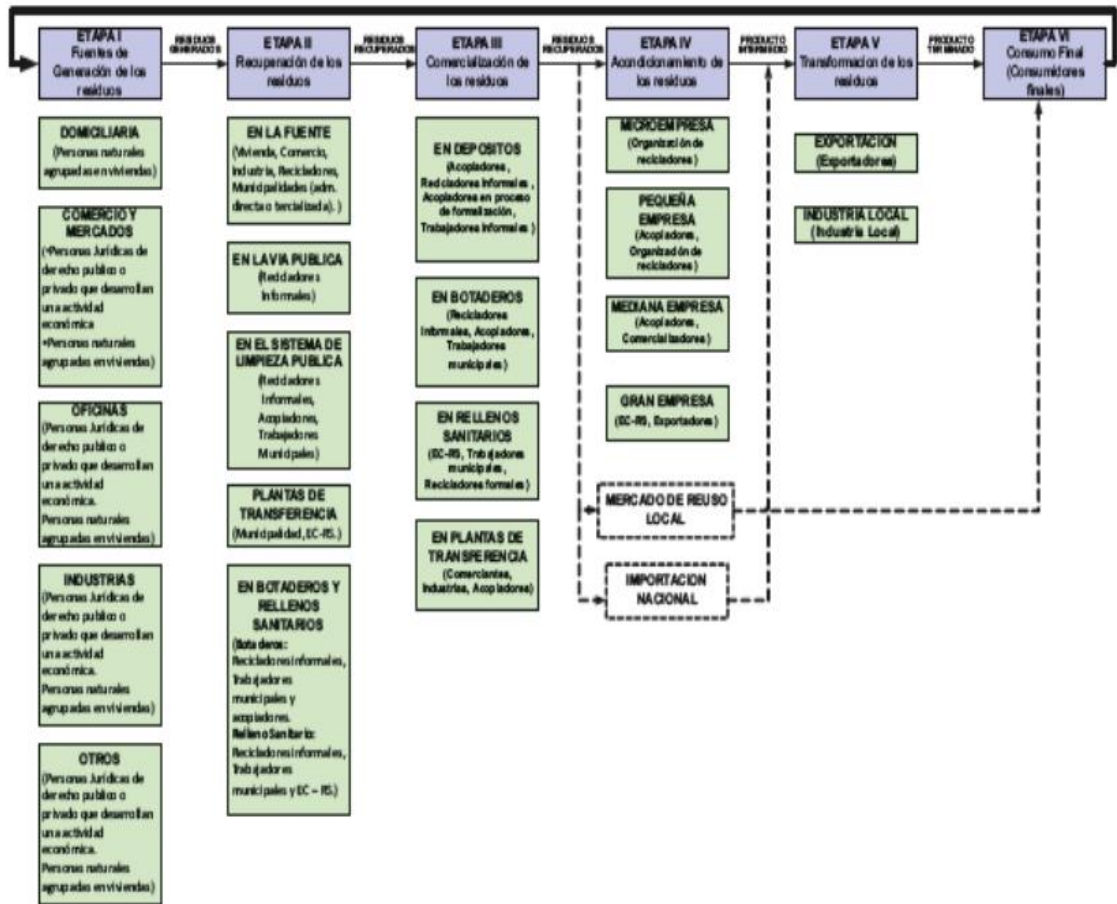 ETAPA I
Fuentes de
Generación de los
residuos
RESIDUOS
GENERADOS
ETAPA II
Recuperación de los
residuos
RESIDUOS
RECUPERADOS
ETAPA III
Comercialización de
los residuos
RESIDUOS
RECUPERADOS
ETAPA IV
Acondicionamiento de
los residuos
PRODUCTO
INTERMEDIO
ETAPA V
Transformacion de los
residuos
PRODUCTO
TERMINADO
ETAPA VI
Consumo Final
(Consumidores
finales)
DOMICILIARIA
(Personas naturales
agrupadas en viviendas)
COMERCIO Y
MERCADOS
(•Personas Jurídicas de
derecho publico o
privado que desarrollan
una actividad
económica
•Personas naturales
agrupadas en viviendas)
OFICINAS
(Personas Jurídicas de
derecho publico o
privado que desarrollan
una actividad
económica.
Personas naturales
agrupadas en viviendas)
INDUSTRIAS
(Personas Jurídicas de
derecho publico o
privado que desarrollan
una actividad
económica.
Personas naturales
agrupadas en viviendas)
OTROS
(Personas Jurídicas de
derecho publico o
privado que desarrollan
una actividad
económica.
Personas naturales
agrupadas en viviendas)
EN LA FUENTE
(Vivienda, Comercio,
Industria, Recicladores,
Municipalidades (adm.
directa o tercializada). )
EN LA VIA PUBLICA
(Recicladores
Informales)
EN EL SISTEMA DE
LIMPIEZA PUBLICA
(Recicladores
Informales,
Acopiadores,
Trabajadores
Municipales)
PLANTAS DE
TRANSFERENCIA
(Municipalidad, EC-RS.)
EN BOTADEROS Y
RELLENOS
SANITARIOS
(Botaderos:
Recicladores Informales,
Trabajadores
municipales y
acopiadores.
Relleno Sanitario:
Recicladores Informales,
Trabajadores
municipales y EC – RS.)
EN DEPOSITOS
(Acopiadores,
Recicladores Informales ,
Acopiadores en proceso
de formalización,
Trabajadores Informales )
EN BOTADEROS
(Recicladores
Informales, Acopiadores,
Trabajadores
municipales)
EN RELLENOS
SANITARIOS
(EC-RS, Trabajadores
municipales,
Recicladores formales)
EN PLANTAS DE
TRANSFERENCIA
(Comerciantes,
Industrias, Acopiadores)
MICROEMPRESA
(Organización de
recicladores)
PEQUEÑA
EMPRESA
(Acopiadores,
Organización de
recicladores)
MEDIANA EMPRESA
(Acopiadores,
Comercializadores)
GRAN EMPRESA
(EC-RS, Exportadores)
MERCADO DE REUSO
LOCAL
IMPORTACION
NACIONAL
EXPORTACION
(Exportadores)
INDUSTRIA LOCAL
(Industria Local)